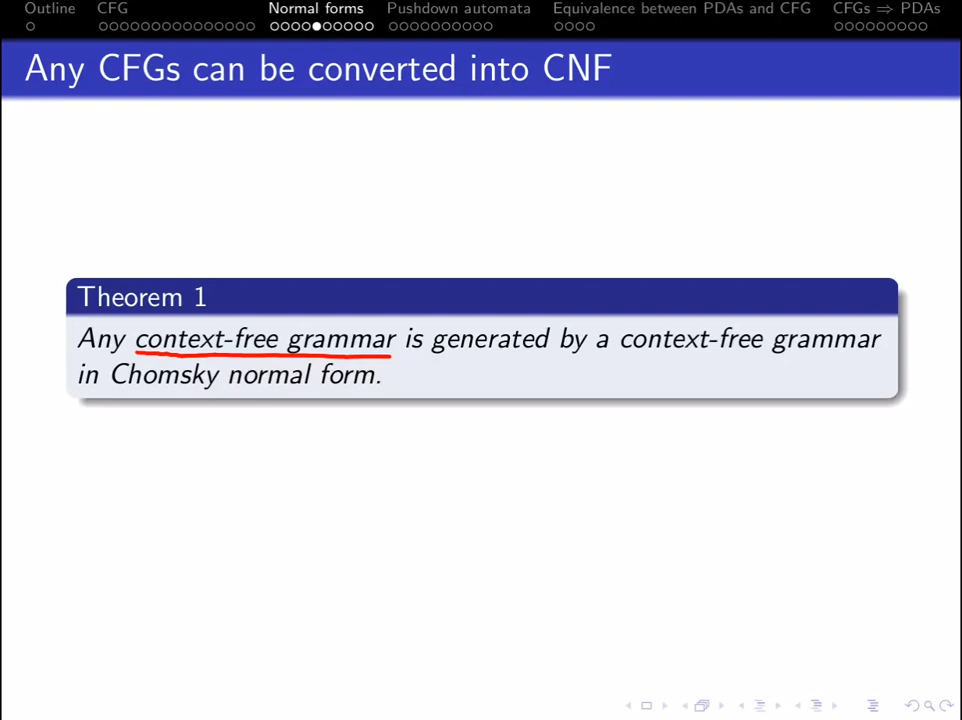 Outline CFG Normal forms Pushdown automata Equivalence between PDAs and CFG CFGs ⇒ PDAs
Any CFGs can be converted into CNF
Theorem 1
Any context-free grammar is generated by a context-free grammar
in Chomsky normal form.